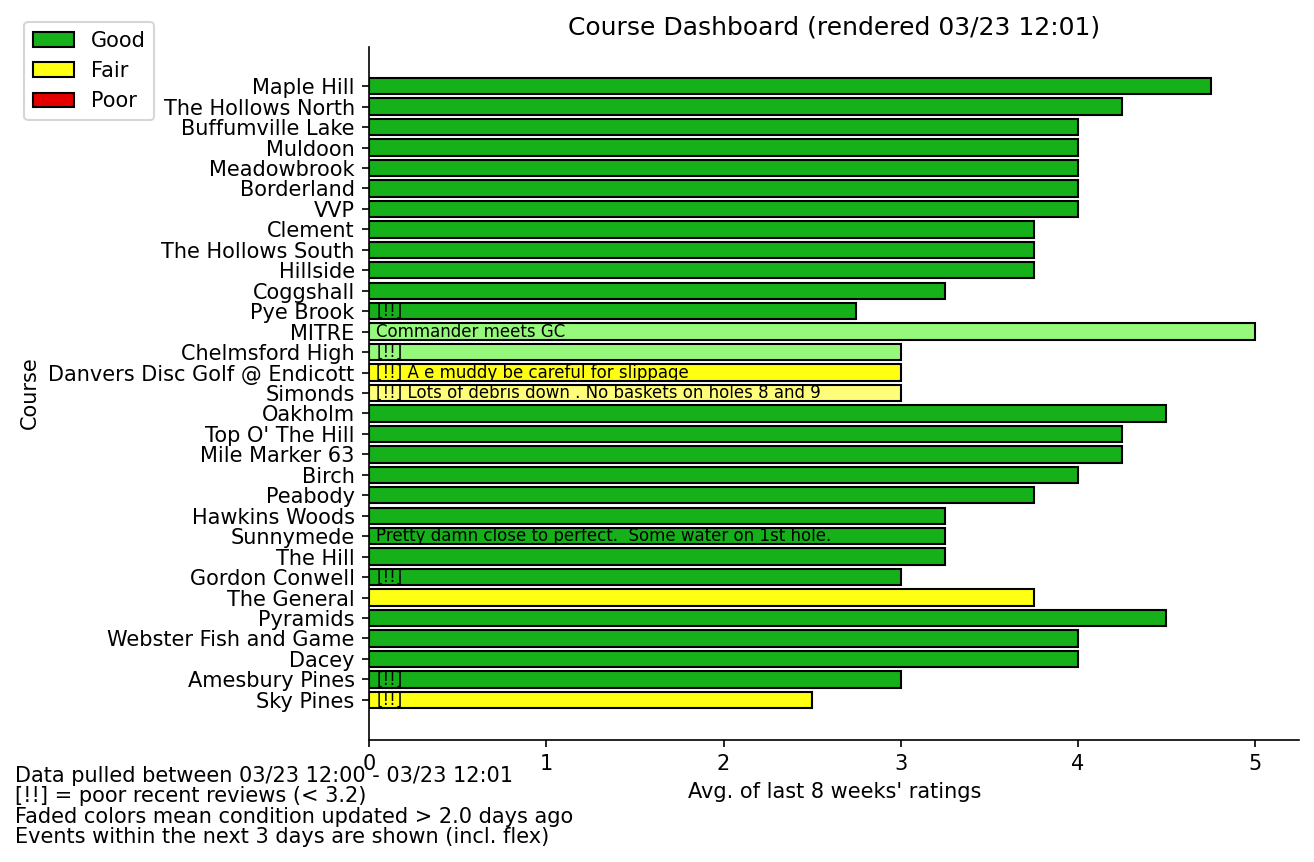 Course Dashboard (rendered 03/23 12:01)
Good
Fair
Poor
Course
Maple Hill
The Hollows North
Buffumville Lake
Muldoon
Meadowbrook
Borderland
VVP
Clement
The Hollows South
Hillside
Coggshall
Pye Brook [!!]
MITRE Commander meets GC
Chelmsford High [!!]
Danvers Disc Golf @ Endicott [!!] A e muddy be careful for slippage
Simonds [!!] Lots of debris down . No baskets on holes 8 and 9
Oakholm
Top O' The Hill
Mile Marker 63
Birch
Peabody
Hawkins Woods
Sunnymede Pretty damn close to perfect.  Some water on 1st hole.
The Hill
Gordon Conwell [!!]
The General
Pyramids
Webster Fish and Game
Dacey
Amesbury Pines [!!]
Sky Pines [!!]
0 1 2 3 4 5
Avg. of last 8 weeks' ratings
Data pulled between 03/23 12:00 - 03/23 12:01
[!!] = poor recent reviews (< 3.2)
Faded colors mean condition updated > 2.0 days ago
Events within the next 3 days are shown (incl. flex)